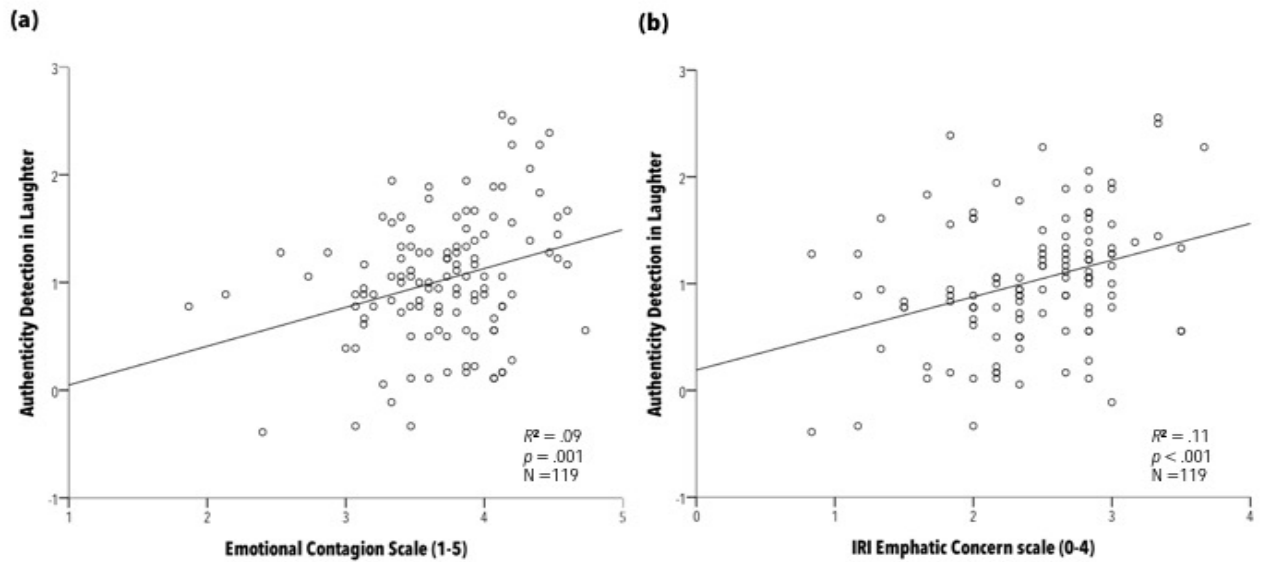 (a)
Authenticity Detection in Laughter
3
2
1
0
-1
1 2 3 4 5
Emotional Contagion Scale (1-5)
R² = .09
p = .001
N =119
(b)
Authenticity Detection in Laughter
3
2
1
0
-1
0 1 2 3 4
IRI Emphatic Concern scale (0-4)
R² = .11
p < .001
N =119